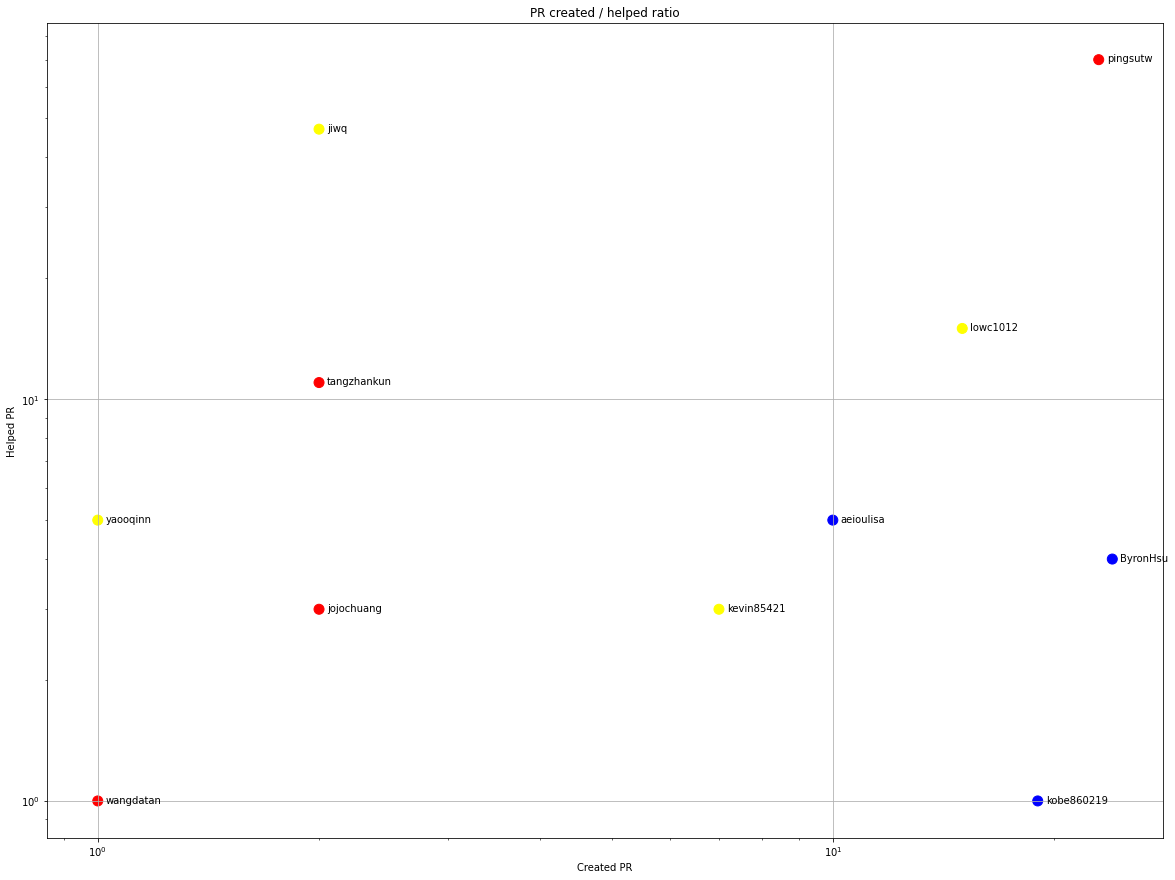 PR created / helped ratio
pingsutw
jiwq
lowc1012
tangzhankun
10¹
yaooqinn
aeioulisa
ByronHsu
jojochuang
kevin85421
10⁰
wangdatan
kobe860219
10⁰
10¹
Helped PR
Created PR